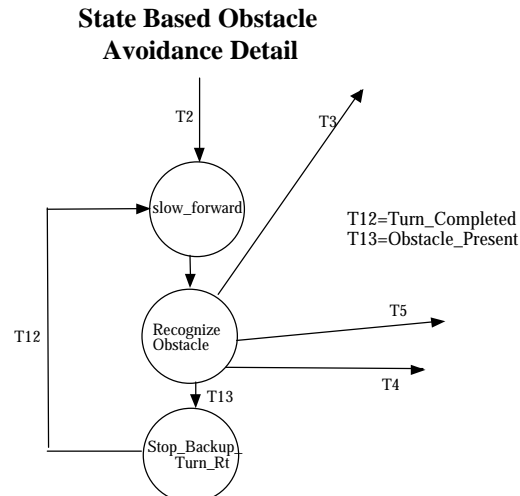 State Based Obstacle
Avoidance Detail
T2
T3
slow_forward
T12=Turn_Completed
T13=Obstacle_Present
T5
Recognize
Obstacle
T12
T4
T13
Stop_Backup_
Turn_Rt